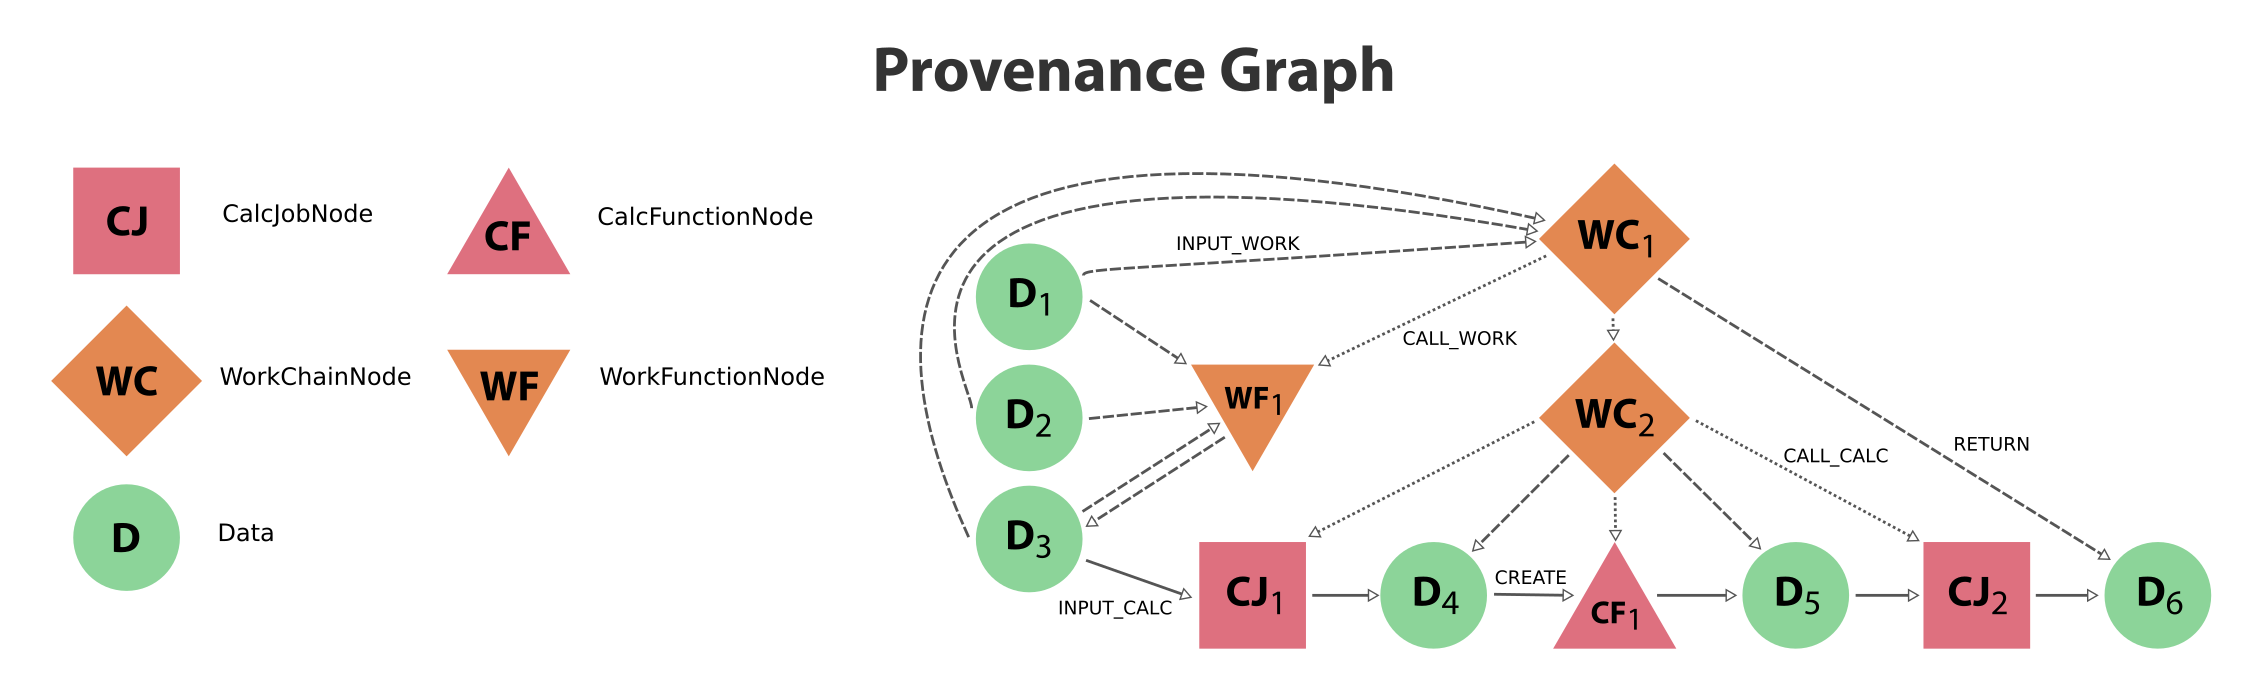 Provenance Graph
CJ
CalcJobNode
CF
CalcFunctionNode
WC
WorkChainNode
WF
WorkFunctionNode
D
Data
WC1
INPUT_WORK
D1
CALL_WORK
WF1
D2
WC2
RETURN
CALL_CALC
D3
INPUT_CALC
CJ1
D4
CREATE
CF1
D5
CJ2
D6